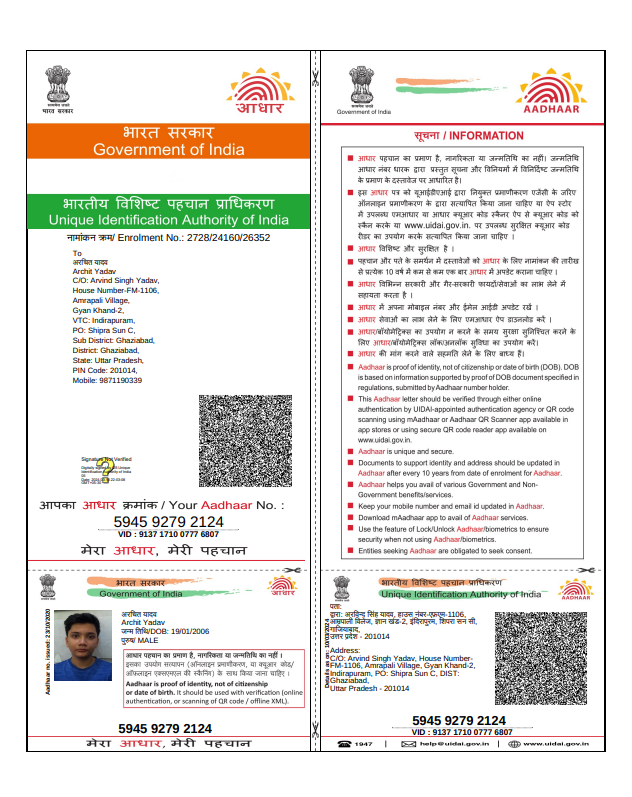 सत्यमेव जयते
भारत सरकार
आधार
भारत सरकार
Government of India
भारतीय विशिष्ट पहचान प्राधिकरण
Unique Identification Authority of India
नामांकन क्रम/ Enrolment No.: 2728/24160/26352
To
अरचित यादव
Archit Yadav
C/O: Arvind Singh Yadav,
House Number-FM-1106,
Amrapali Village,
Gyan Khand-2,
VTC: Indirapuram,
PO: Shipra Sun C,
Sub District: Ghaziabad,
District: Ghaziabad,
State: Uttar Pradesh,
PIN Code: 201014,
Mobile: 9871190339
Signature Not Verified
आपका आधार क्रमांक / Your Aadhaar No. :
5945 9279 2124
VID : 9137 1710 0777 6807
मेरा आधार, मेरी पहचान
Government of India
AADHAAR
सूचना / INFORMATION
आधार पहचान का प्रमाण है, नागरिकता या जन्मतिथि का नहीं। जन्मतिथि
आधार नंबर धारक द्वारा प्रस्तुत सूचना और विनियमों में विनिर्दिष्ट जन्मतिथि
के प्रमाण के दस्तावेज पर आधारित है।
इस आधार पत्र को यूआईडीएआई द्वारा नियुक्त प्रमाणीकरण एजेंसी के जरिए
ऑनलाइन प्रमाणीकरण के द्वारा सत्यापित किया जाना चाहिए या ऐप स्टोर
में उपलब्ध एमआधार या आधार क्यूआर कोड स्कैनर ऐप से क्यूआर कोड को
स्कैन करके या www.uidai.gov.in. पर उपलब्ध सुरक्षित क्यूआर कोड
रीडर का उपयोग करके सत्यापित किया जाना चाहिए ।
आधार विशिष्ट और सुरक्षित है ।
पहचान और पते के समर्थन में दस्तावेजों को आधार के लिए नामांकन की तारीख
से प्रत्येक 10 वर्ष में कम से कम एक बार आधार में अपडेट कराना चाहिए ।
आधार विभिन्न सरकारी और गैर-सरकारी फायदों/सेवाओं का लाभ लेने में
सहायता करता है ।
आधार में अपना मोबाइल नंबर और ईमेल आईडी अपडेट रखें ।
आधार सेवाओं का लाभ लेने के लिए एमआधार ऐप डाउनलोड करें ।
आधार/बॉयोमेट्रिक्स का उपयोग न करने के समय सुरक्षा सुनिश्चित करने के
लिए आधार/बॉयोमेट्रिक्स लॉक/अनलॉक सुविधा का उपयोग करें।
आधार की मांग करने वाले सहमति लेने के लिए बाध्य हैं।
Aadhaar is proof of identity, not of citizenship or date of birth (DOB). DOB
is based on information supported by proof of DOB document specified in
regulations, submitted by Aadhaar number holder.
This Aadhaar letter should be verified through either online
authentication by UIDAI-appointed authentication agency or QR code
scanning using mAadhaar or Aadhaar QR Scanner app available in
app stores or using secure QR code reader app available on
www.uidai.gov.in.
Aadhaar is unique and secure.
Documents to support identity and address should be updated in
Aadhaar after every 10 years from date of enrolment for Aadhaar.
Aadhaar helps you avail of various Government and Non-
Government benefits/services.
Keep your mobile number and email id updated in Aadhaar.
Download mAadhaar app to avail of Aadhaar services.
Use the feature of Lock/Unlock Aadhaar/biometrics to ensure
security when not using Aadhaar/biometrics.
Entities seeking Aadhaar are obligated to seek consent.
भारत सरकार
Government of India
आधार
Aadhaar no. issued: 23/10/2020
अरचित यादव
Archit Yadav
जन्म तिथि/DOB: 19/01/2006
पुरुष/ MALE
आधार पहचान का प्रमाण है, नागरिकता या जन्मतिथि का नहीं ।
इसका उपयोग सत्यापन (ऑनलाइन प्रमाणीकरण, या क्यूआर कोड/
ऑफ़लाइन एक्सएमएल की स्कैनिंग) के साथ किया जाना चाहिए ।
Aadhaar is proof of identity, not of citizenship
or date of birth. It should be used with verification (online
authentication, or scanning of QR code / offline XML).
5945 9279 2124
मेरा आधार, मेरी पहचान
भारतीय विशिष्ट पहचान प्राधिकरण
Unique Identification Authority of India
AADHAAR
पता:
द्वारा: अरविन्द सिंह यादव, हाउस नंबर-एफएम-1106,
आम्रपाली विलेज, ज्ञान खंड-2, इंदिरापुरम, शिपरा सन सी,
गाजियाबाद,
उत्तर प्रदेश - 201014
Address:
C/O: Arvind Singh Yadav, House Number-
FM-1106, Amrapali Village, Gyan Khand-2,
Indirapuram, PO: Shipra Sun C, DIST:
Ghaziabad,
Uttar Pradesh - 201014
5945 9279 2124
VID : 9137 1710 0777 6807
1947
help@uidai.gov.in
www.uidai.gov.in